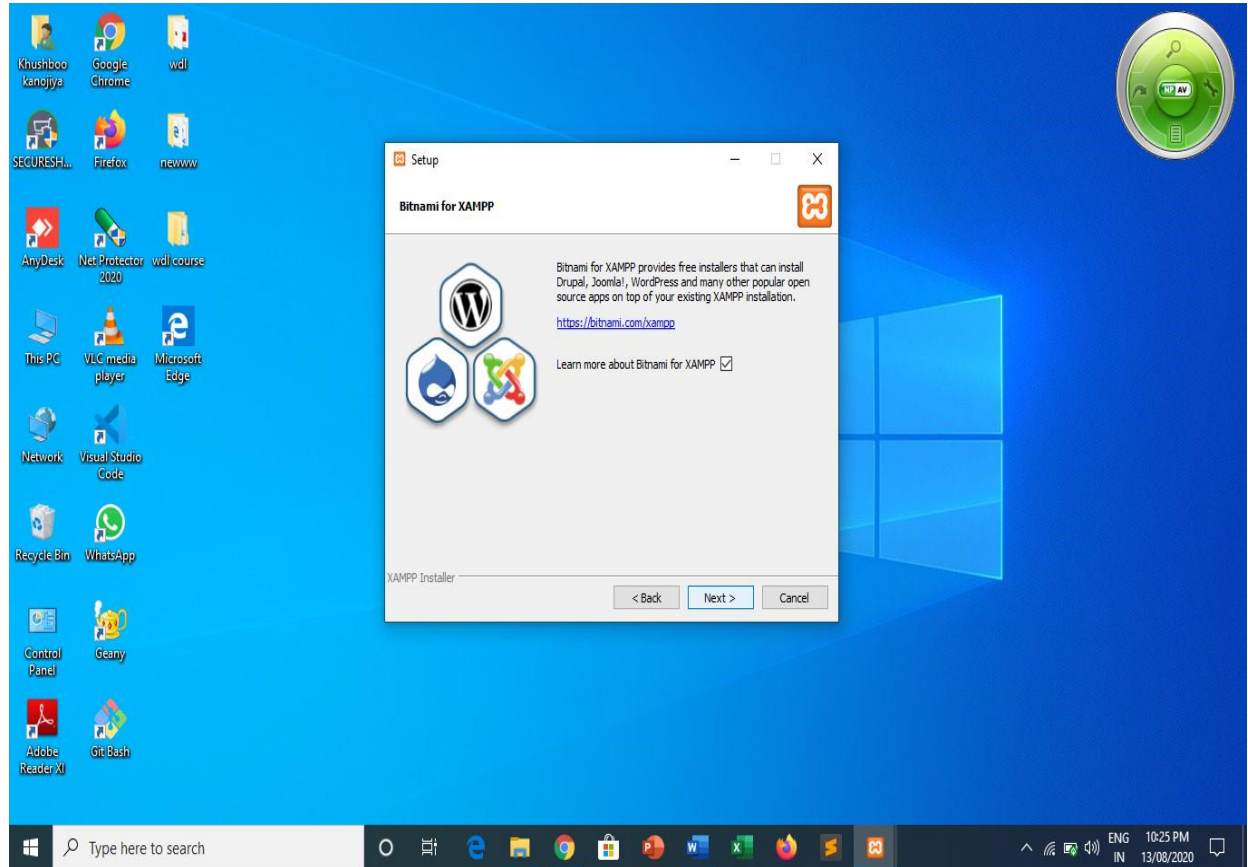 Khushboo kanojiya
Google Chrome
wdl
SECURESH...
Firefox
newww
AnyDesk
Net Protector 2020
wdl course
This PC
VLC media player
Microsoft Edge
Network
Visual Studio Code
Recycle Bin
WhatsApp
Control Panel
Geany
Adobe Reader XI
Git Bash
NP AV
Setup
Bitnami for XAMPP
Bitnami for XAMPP provides free installers that can install
Drupal, Joomla!, WordPress and many other popular open
source apps on top of your existing XAMPP installation.
https://bitnami.com/xampp
Learn more about Bitnami for XAMPP
XAMPP Installer
< Back
Next >
Cancel
Type here to search
ENG
IN
10:25 PM
13/08/2020